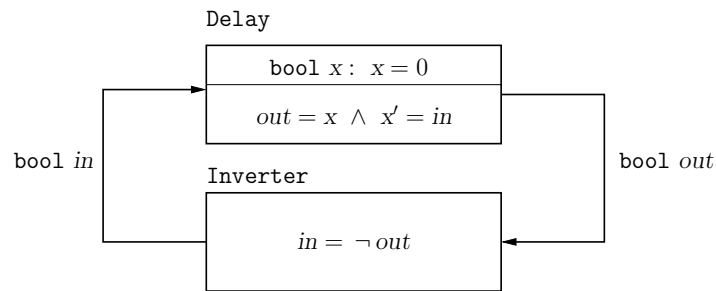 Delay
bool x: x = 0
out = x ∧ x′ = in
bool in
bool out
Inverter
in = ¬ out